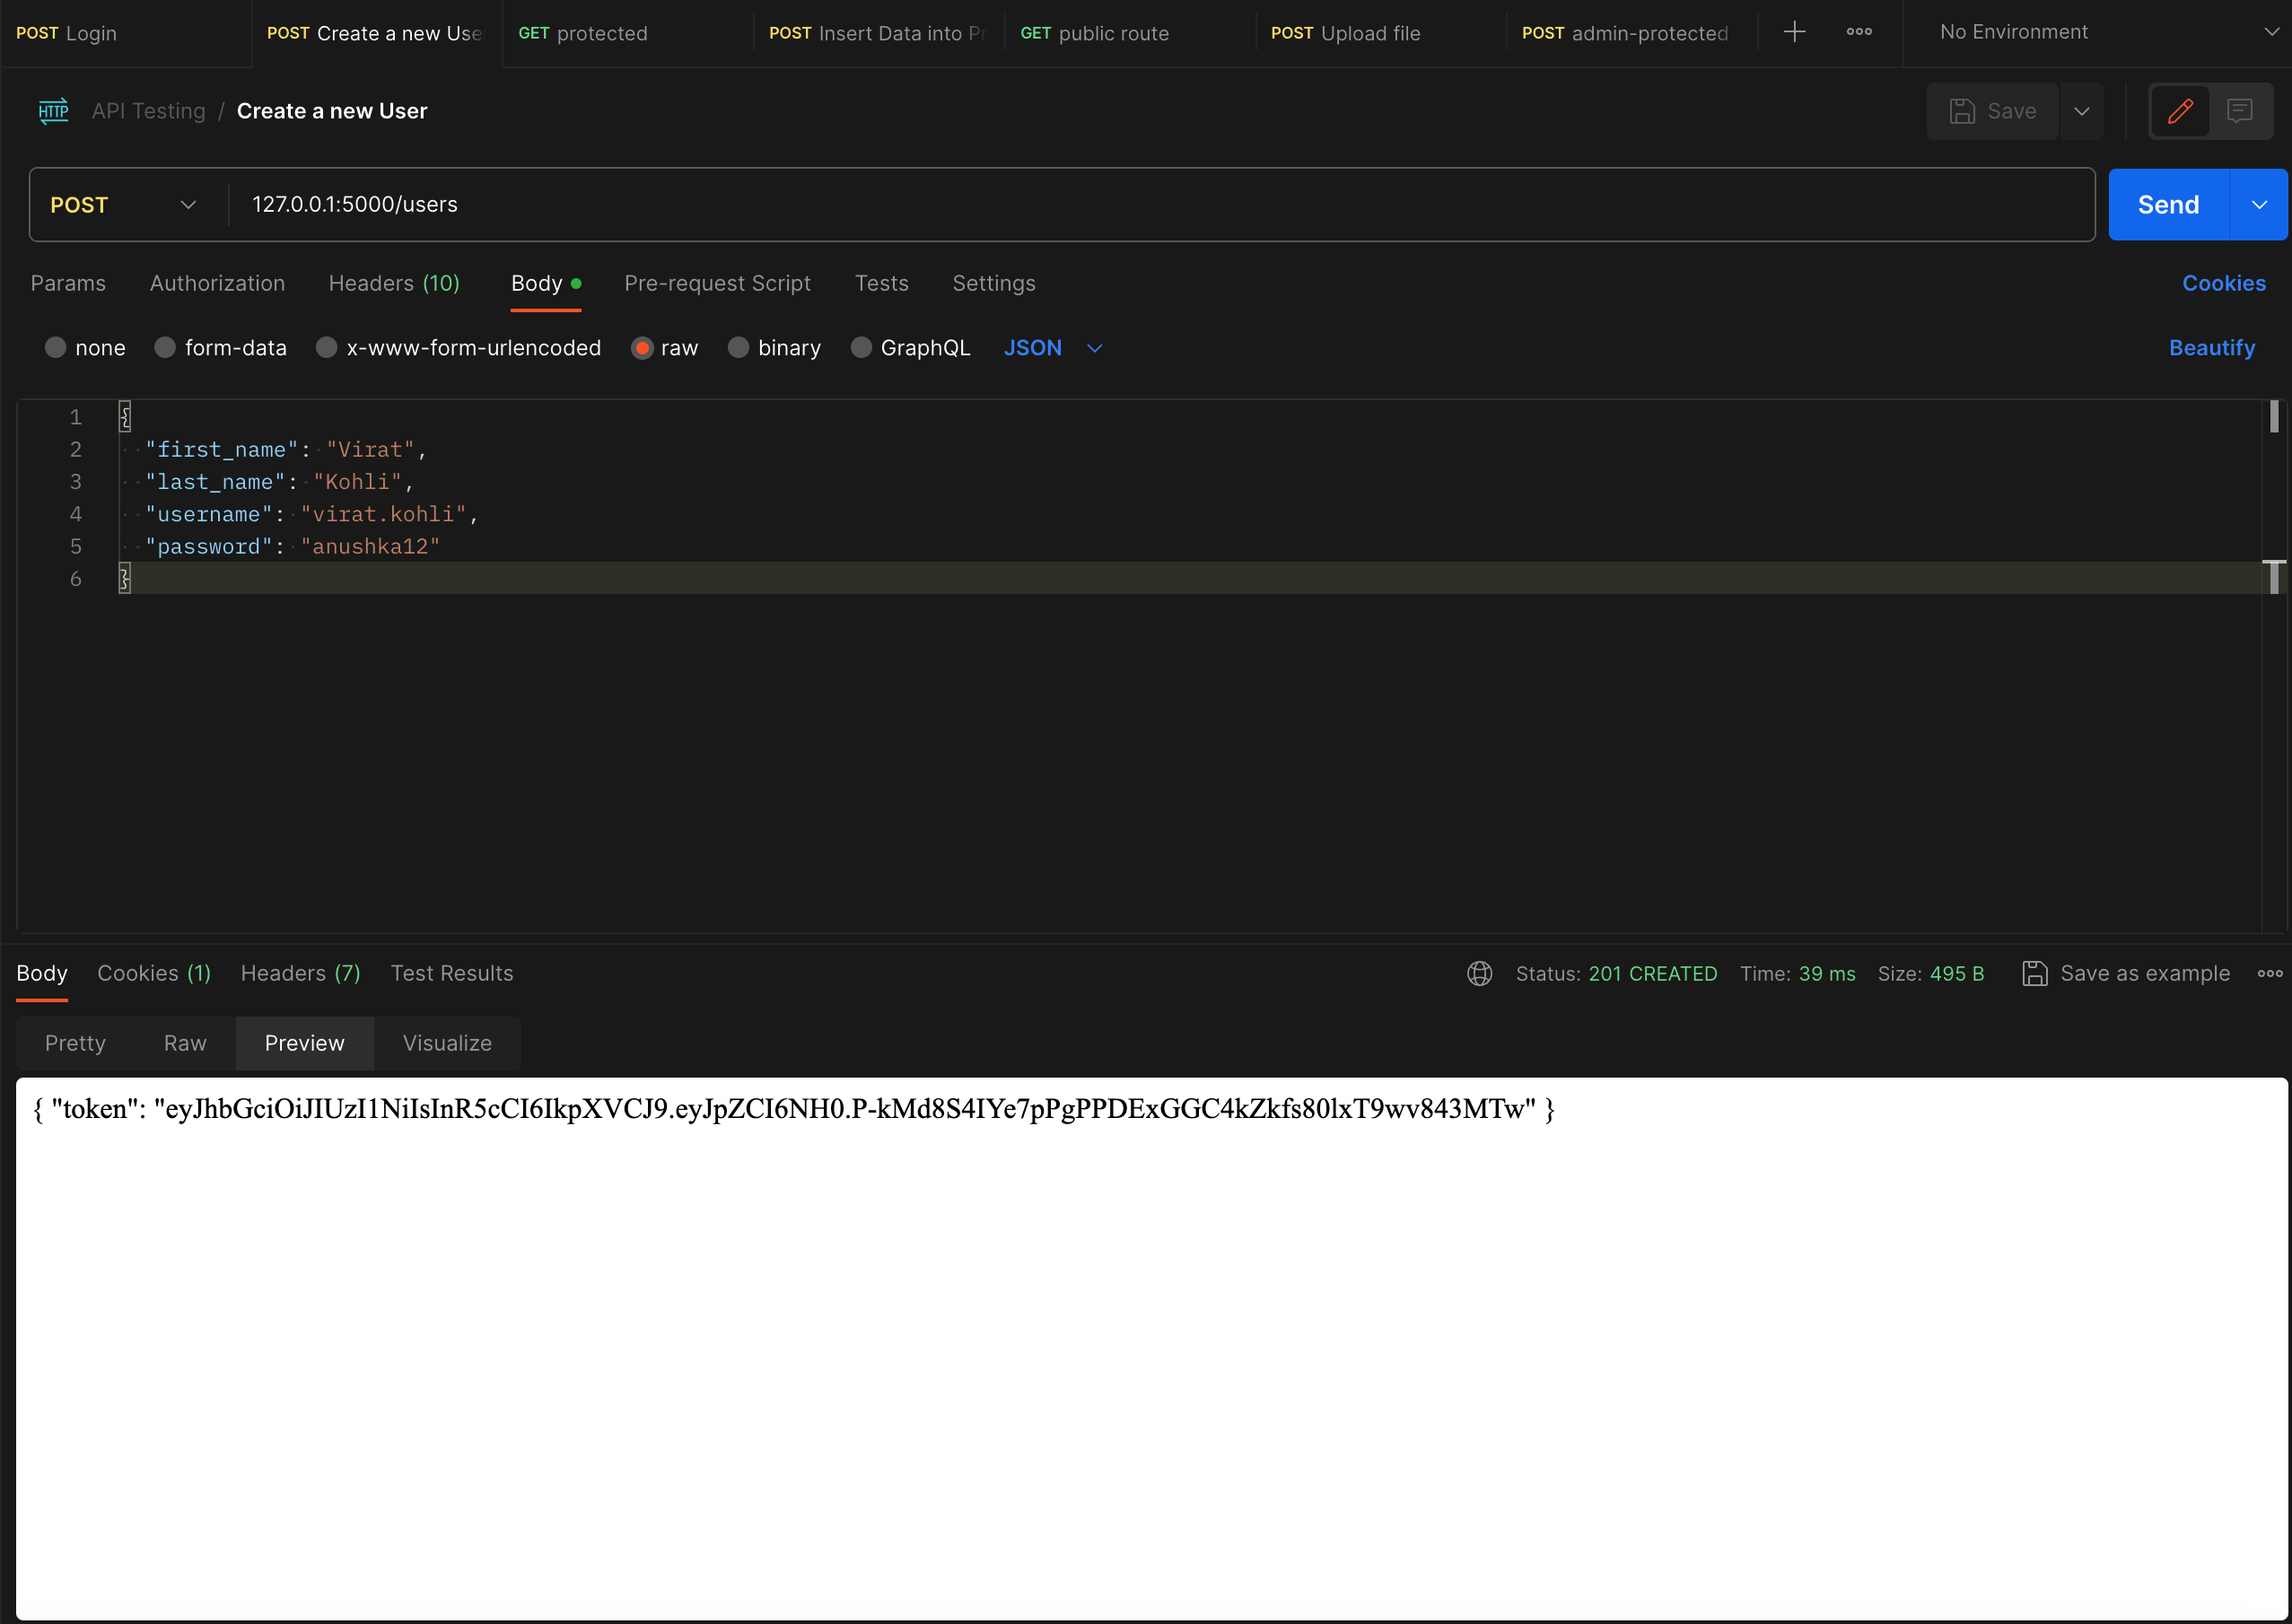 POST Login
POST Create a new Use
GET protected
POST Insert Data into Pr
GET public route
POST Upload file
POST admin-protected
No Environment
HTTP API Testing / Create a new User
Save
POST 127.0.0.1:5000/users
Send
Params Authorization Headers (10) Body Pre-request Script Tests Settings
Cookies
none form-data x-www-form-urlencoded raw binary GraphQL JSON
Beautify
1 {
2 "first_name": "Virat",
3 "last_name": "Kohli",
4 "username": "virat.kohli",
5 "password": "anushka12"
6 }
Body Cookies (1) Headers (7) Test Results
Status: 201 CREATED Time: 39 ms Size: 495 B Save as example
Pretty Raw Preview Visualize
{ "token": "eyJhbGciOiJIUzI1NiIsInR5cCI6IkpXVCJ9.eyJpZCI6NH0.P-kMd8S4IYe7pPgPPDExGGC4kZkfs80lxT9wv843MTw" }